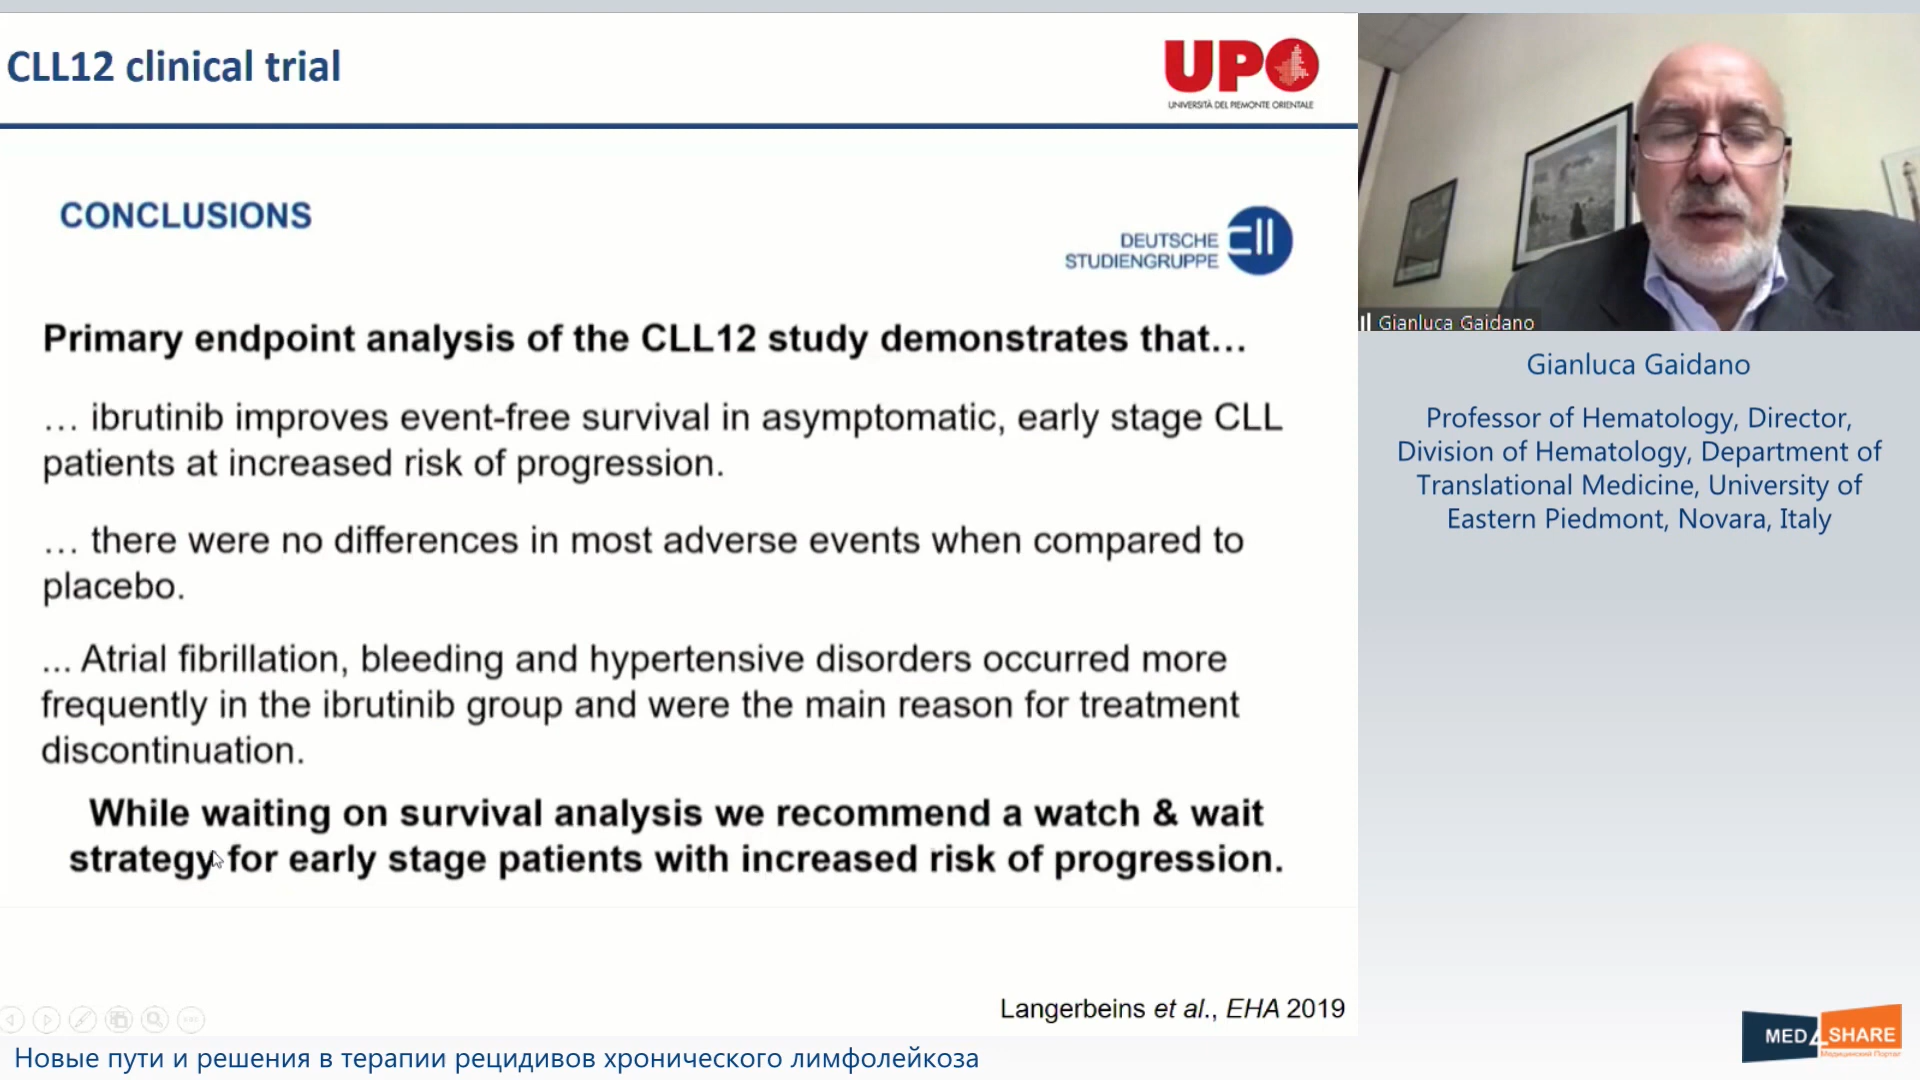 CLL12 clinical trial
UPO
UNIVERSITÀ DEL PIEMONTE ORIENTALE
CONCLUSIONS
DEUTSCHE
STUDIENGRUPPE
Primary endpoint analysis of the CLL12 study demonstrates that…
… ibrutinib improves event-free survival in asymptomatic, early stage CLL
patients at increased risk of progression.
… there were no differences in most adverse events when compared to
placebo.
... Atrial fibrillation, bleeding and hypertensive disorders occurred more
frequently in the ibrutinib group and were the main reason for treatment
discontinuation.
While waiting on survival analysis we recommend a watch & wait
strategy for early stage patients with increased risk of progression.
Langerbeins et al., EHA 2019
Новые пути и решения в терапии рецидивов хронического лимфолейкоза
Gianluca Gaidano
Gianluca Gaidano
Professor of Hematology, Director,
Division of Hematology, Department of
Translational Medicine, University of
Eastern Piedmont, Novara, Italy
MED4SHARE
Медицинский Портал